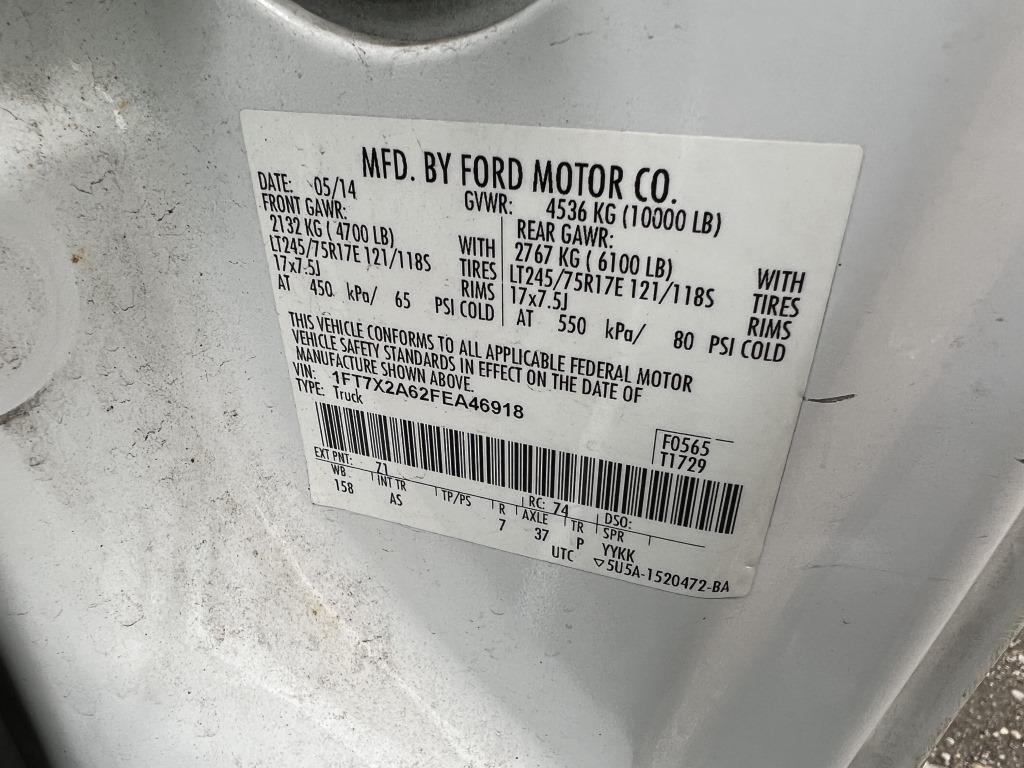 MFD. BY FORD MOTOR CO.
DATE: 05/14 GVWR: 4536 KG (10000 LB)
FRONT GAWR: REAR GAWR:
2132 KG ( 4700 LB) WITH 2767 KG ( 6100 LB) WITH
LT245/75R17E 121/118S TIRES LT245/75R17E 121/118S TIRES
17x7.5J RIMS 17x7.5J RIMS
AT 450 kPa/ 65 PSI COLD AT 550 kPa/ 80 PSI COLD
THIS VEHICLE CONFORMS TO ALL APPLICABLE FEDERAL MOTOR
VEHICLE SAFETY STANDARDS IN EFFECT ON THE DATE OF
MANUFACTURE SHOWN ABOVE.
VIN: 1FT7X2A62FEA46918
TYPE: Truck
F0565
T1729
EXT PNT: 71 RC: 74 DSO:
WB INT TR TP/PS R AXLE TR SPR
158 AS 7 37 P YYKK
UTC ▽5U5A-1520472-BA